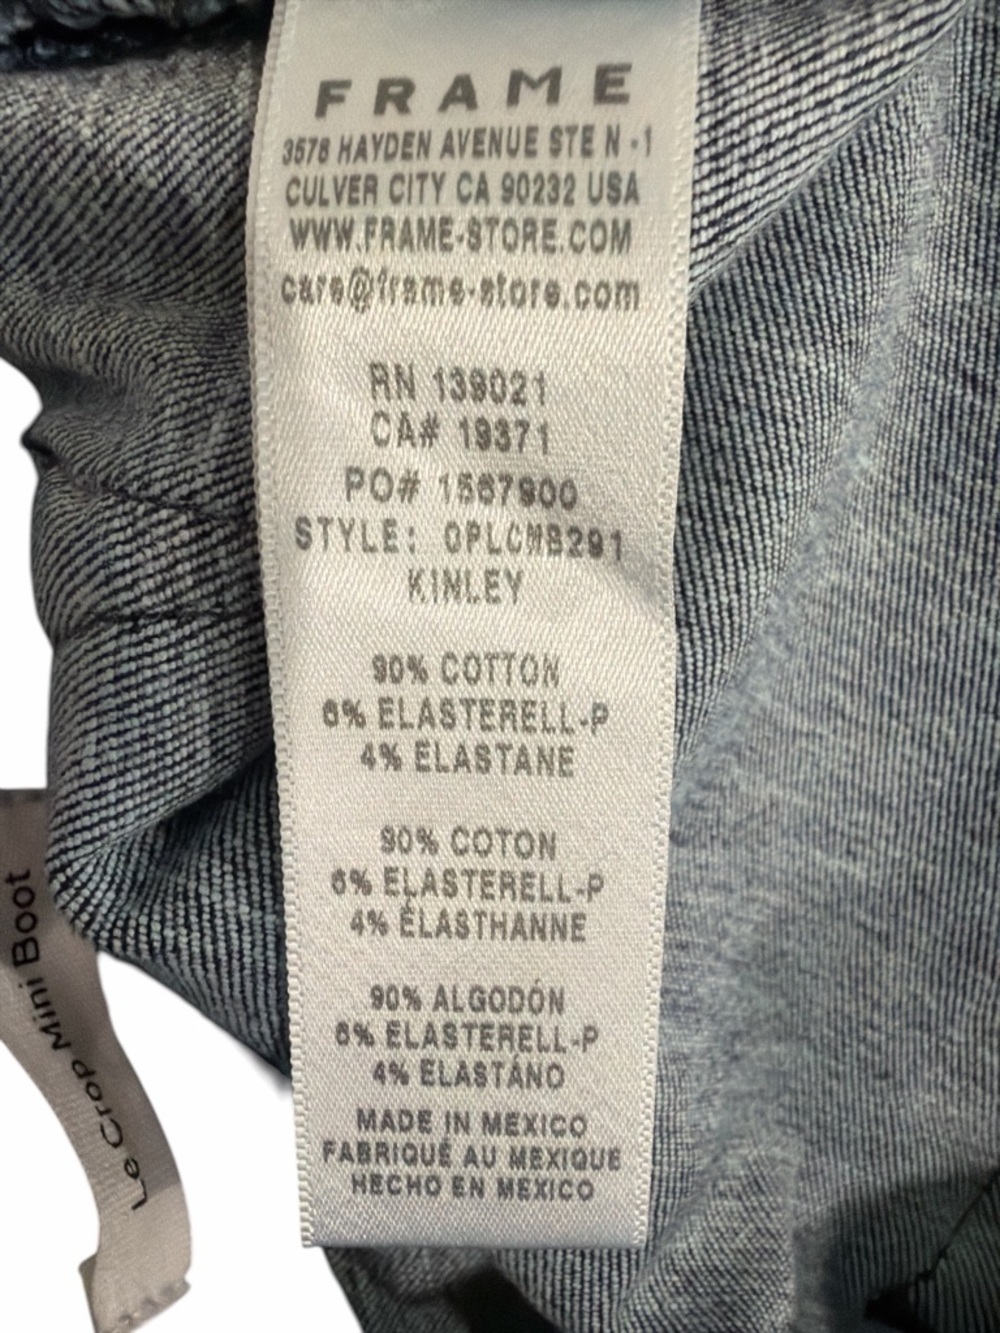 FRAME
3578 HAYDEN AVENUE STE N -1
CULVER CITY CA 90232 USA
WWW.FRAME-STORE.COM
care@frame-store.com
RN 139021
CA# 19371
PO# 1567900
STYLE: OPLCMB291
KINLEY
90% COTTON
6% ELASTERELL-P
4% ELASTANE
90% COTON
6% ELASTERELL-P
4% ÉLASTHANNE
90% ALGODÓN
6% ELASTERELL-P
4% ELASTÁNO
MADE IN MEXICO
FABRIQUÉ AU MEXIQUE
HECHO EN MEXICO
Le Crop Mini Boot